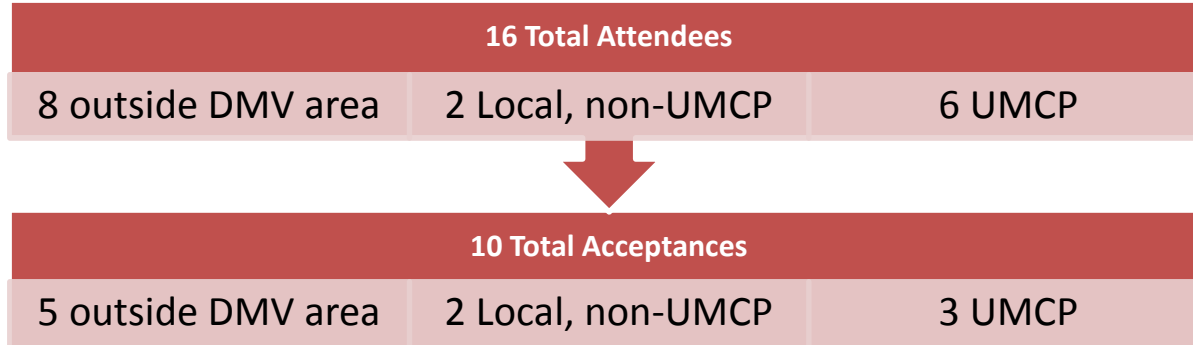 16 Total Attendees
8 outside DMV area 2 Local, non-UMCP 6 UMCP
10 Total Acceptances
5 outside DMV area 2 Local, non-UMCP 3 UMCP